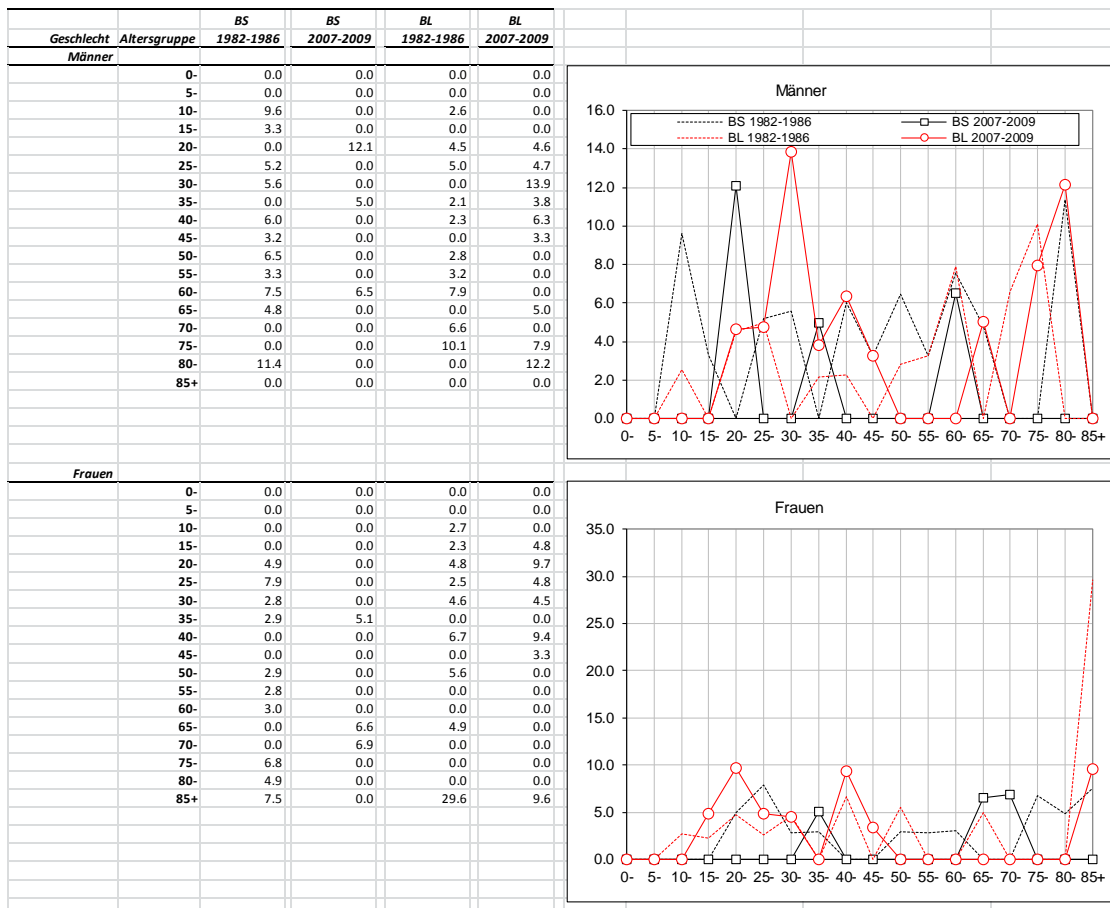 BS BS BL BL
Geschlecht Altersgruppe 1982-1986 2007-2009 1982-1986 2007-2009
Männer
0- 0.0 0.0 0.0 0.0
5- 0.0 0.0 0.0 0.0
10- 9.6 0.0 2.6 0.0
15- 3.3 0.0 0.0 0.0
20- 0.0 12.1 4.5 4.6
25- 5.2 0.0 5.0 4.7
30- 5.6 0.0 0.0 13.9
35- 0.0 5.0 2.1 3.8
40- 6.0 0.0 2.3 6.3
45- 3.2 0.0 0.0 3.3
50- 6.5 0.0 2.8 0.0
55- 3.3 0.0 3.2 0.0
60- 7.5 6.5 7.9 0.0
65- 4.8 0.0 0.0 5.0
70- 0.0 0.0 6.6 0.0
75- 0.0 0.0 10.1 7.9
80- 11.4 0.0 0.0 12.2
85+ 0.0 0.0 0.0 0.0
Männer
BS 1982-1986 BS 2007-2009
BL 1982-1986 BL 2007-2009
16.0
14.0
12.0
10.0
8.0
6.0
4.0
2.0
0.0
0- 5- 10- 15- 20- 25- 30- 35- 40- 45- 50- 55- 60- 65- 70- 75- 80- 85+
Frauen
0- 0.0 0.0 0.0 0.0
5- 0.0 0.0 0.0 0.0
10- 0.0 0.0 2.7 0.0
15- 0.0 0.0 2.3 4.8
20- 4.9 0.0 4.8 9.7
25- 7.9 0.0 2.5 4.8
30- 2.8 0.0 4.6 4.5
35- 2.9 5.1 0.0 0.0
40- 0.0 0.0 6.7 9.4
45- 0.0 0.0 0.0 3.3
50- 2.9 0.0 5.6 0.0
55- 2.8 0.0 0.0 0.0
60- 3.0 0.0 0.0 0.0
65- 0.0 6.6 4.9 0.0
70- 0.0 6.9 0.0 0.0
75- 6.8 0.0 0.0 0.0
80- 4.9 0.0 0.0 0.0
85+ 7.5 0.0 29.6 9.6
Frauen
35.0
30.0
25.0
20.0
15.0
10.0
5.0
0.0
0- 5- 10- 15- 20- 25- 30- 35- 40- 45- 50- 55- 60- 65- 70- 75- 80- 85+